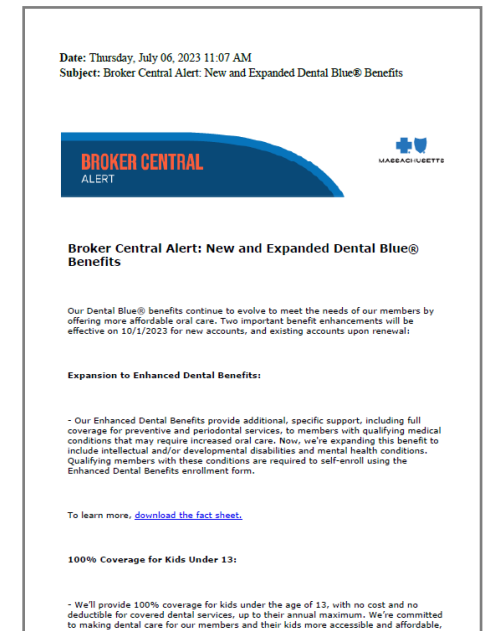 Date: Thursday, July 06, 2023 11:07 AM
Subject: Broker Central Alert: New and Expanded Dental Blue® Benefits
BROKER CENTRAL
ALERT
MASSACHUSETTS
Broker Central Alert: New and Expanded Dental Blue®
Benefits
Our Dental Blue® benefits continue to evolve to meet the needs of our members by
offering more affordable oral care. Two important benefit enhancements will be
effective on 10/1/2023 for new accounts, and existing accounts upon renewal:
Expansion to Enhanced Dental Benefits:
- Our Enhanced Dental Benefits provide additional, specific support, including full
coverage for preventive and periodontal services, to members with qualifying medical
conditions that may require increased oral care. Now, we're expanding this benefit to
include intellectual and/or developmental disabilities and mental health conditions.
Qualifying members with these conditions are required to self-enroll using the
Enhanced Dental Benefits enrollment form.
To learn more, download the fact sheet.
100% Coverage for Kids Under 13:
- We'll provide 100% coverage for kids under the age of 13, with no cost and no
deductible for covered dental services, up to their annual maximum. We're committed
to making dental care for our members and their kids more accessible and affordable,